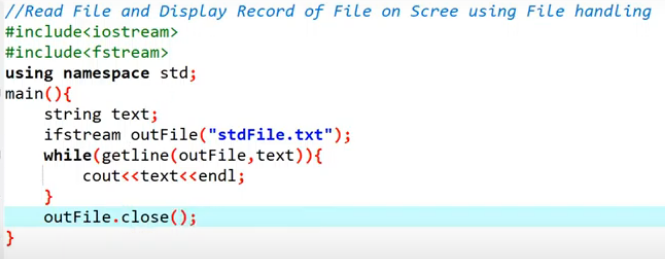 //Read File and Display Record of File on Scree using File handling
#include<iostream>
#include<fstream>
using namespace std;
main(){
    string text;
    ifstream outFile("stdFile.txt");
    while(getline(outFile,text)){
        cout<<text<<endl;
    }
    outFile.close();
}